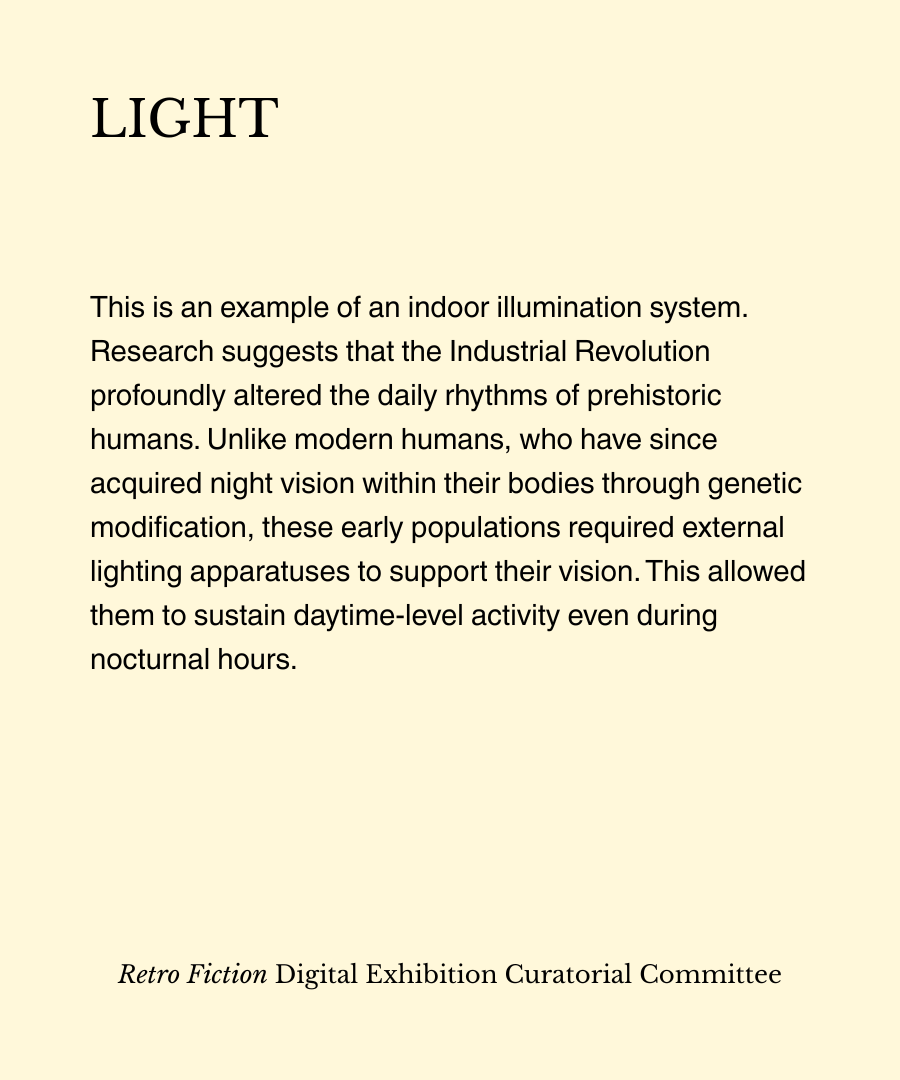 LIGHT
This is an example of an indoor illumination system.
Research suggests that the Industrial Revolution
profoundly altered the daily rhythms of prehistoric
humans. Unlike modern humans, who have since
acquired night vision within their bodies through genetic
modification, these early populations required external
lighting apparatuses to support their vision. This allowed
them to sustain daytime-level activity even during
nocturnal hours.
Retro Fiction Digital Exhibition Curatorial Committee